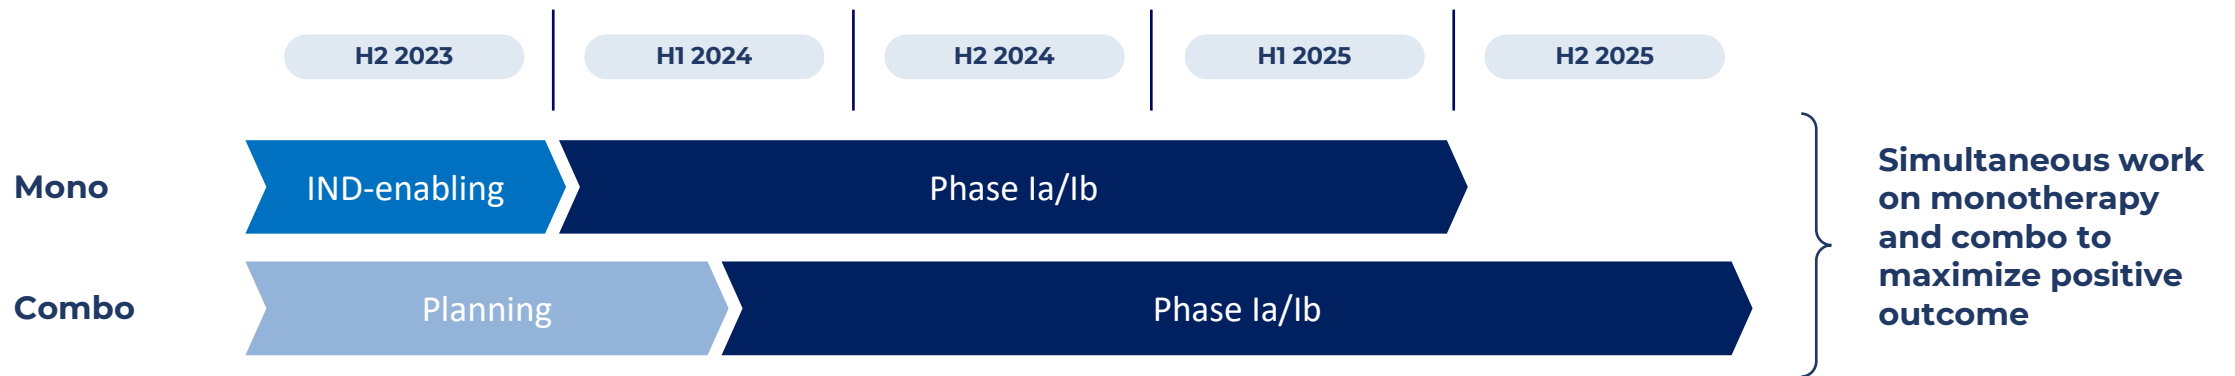 H2 2023
H1 2024
H2 2024
H1 2025
H2 2025
Mono
IND-enabling
Phase Ia/Ib
Combo
Planning
Phase Ia/Ib
Simultaneous work
on monotherapy
and combo to
maximize positive
outcome